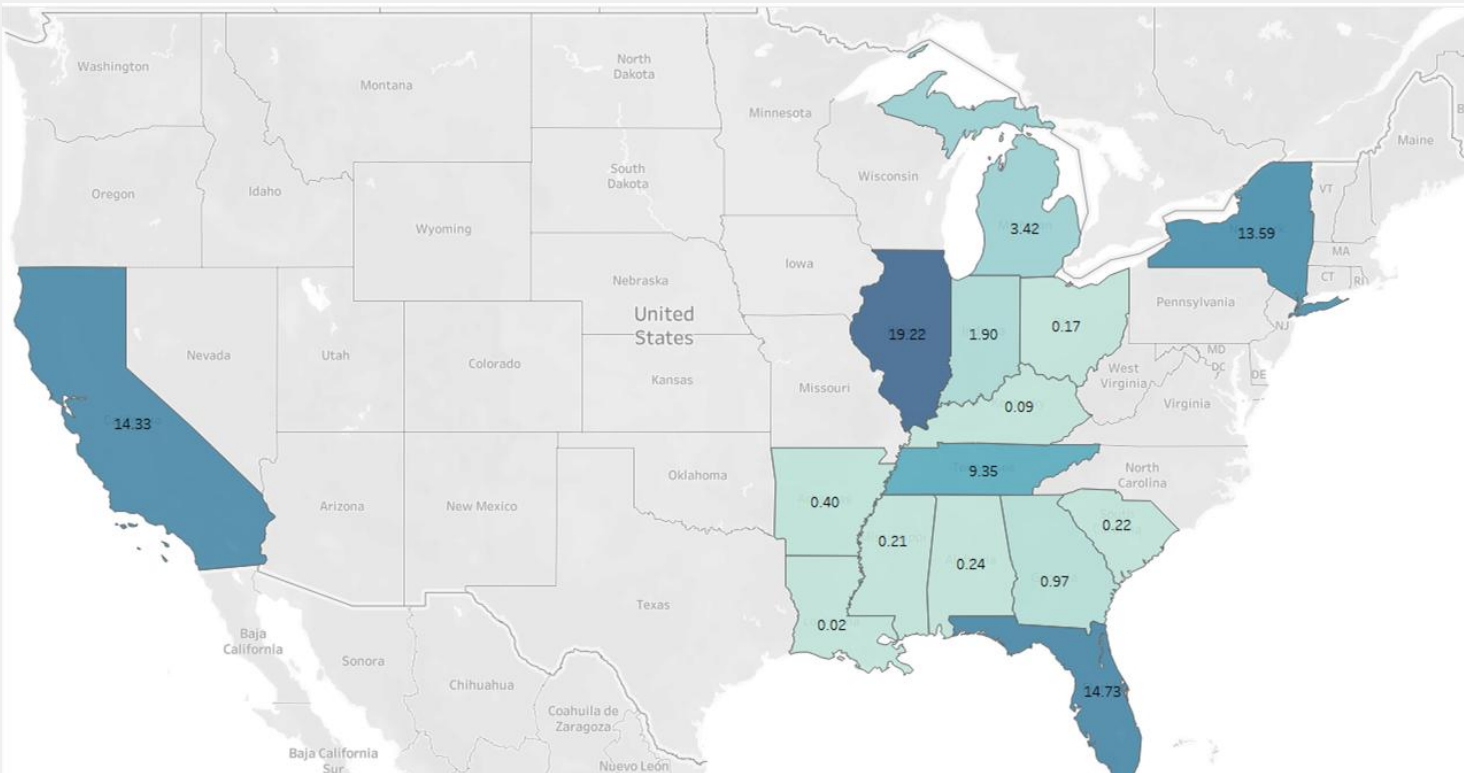 Washington
Montana
North
Dakota
Minnesota
Maine
Oregon
Idaho
South
Dakota
Wisconsin
VT
Wyoming
3.42
13.59
MA
Iowa
CT
RI
Nebraska
Pennsylvania
United
States
19.22
1.90
0.17
NJ
Nevada
Utah
Colorado
MD
DC
DE
Kansas
Missouri
West
Virginia
Virginia
0.09
14.33
Oklahoma
9.35
North
Carolina
Arizona
New Mexico
0.40
0.22
0.21
0.24
0.97
Texas
0.02
Baja
California
Sonora
Chihuahua
14.73
Coahuila de
Zaragoza
Baja California
Sur
Nuevo León